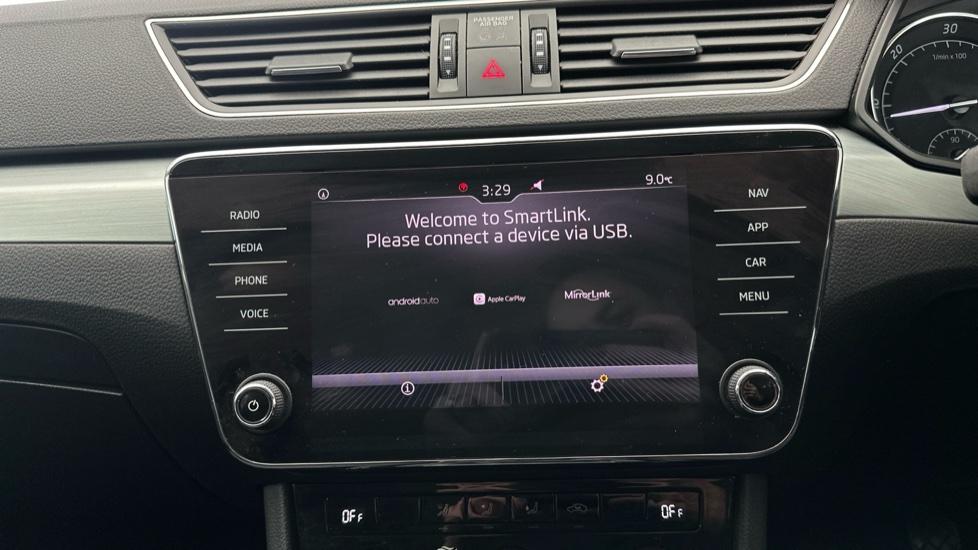 PASSENGER
AIR BAG
20
30
1/min x 100
90
3:29
9.0°C
RADIO
MEDIA
PHONE
VOICE
Welcome to SmartLink.
Please connect a device via USB.
androidauto
Apple CarPlay
MirrorLink
NAV
APP
CAR
MENU
OFF
OFF